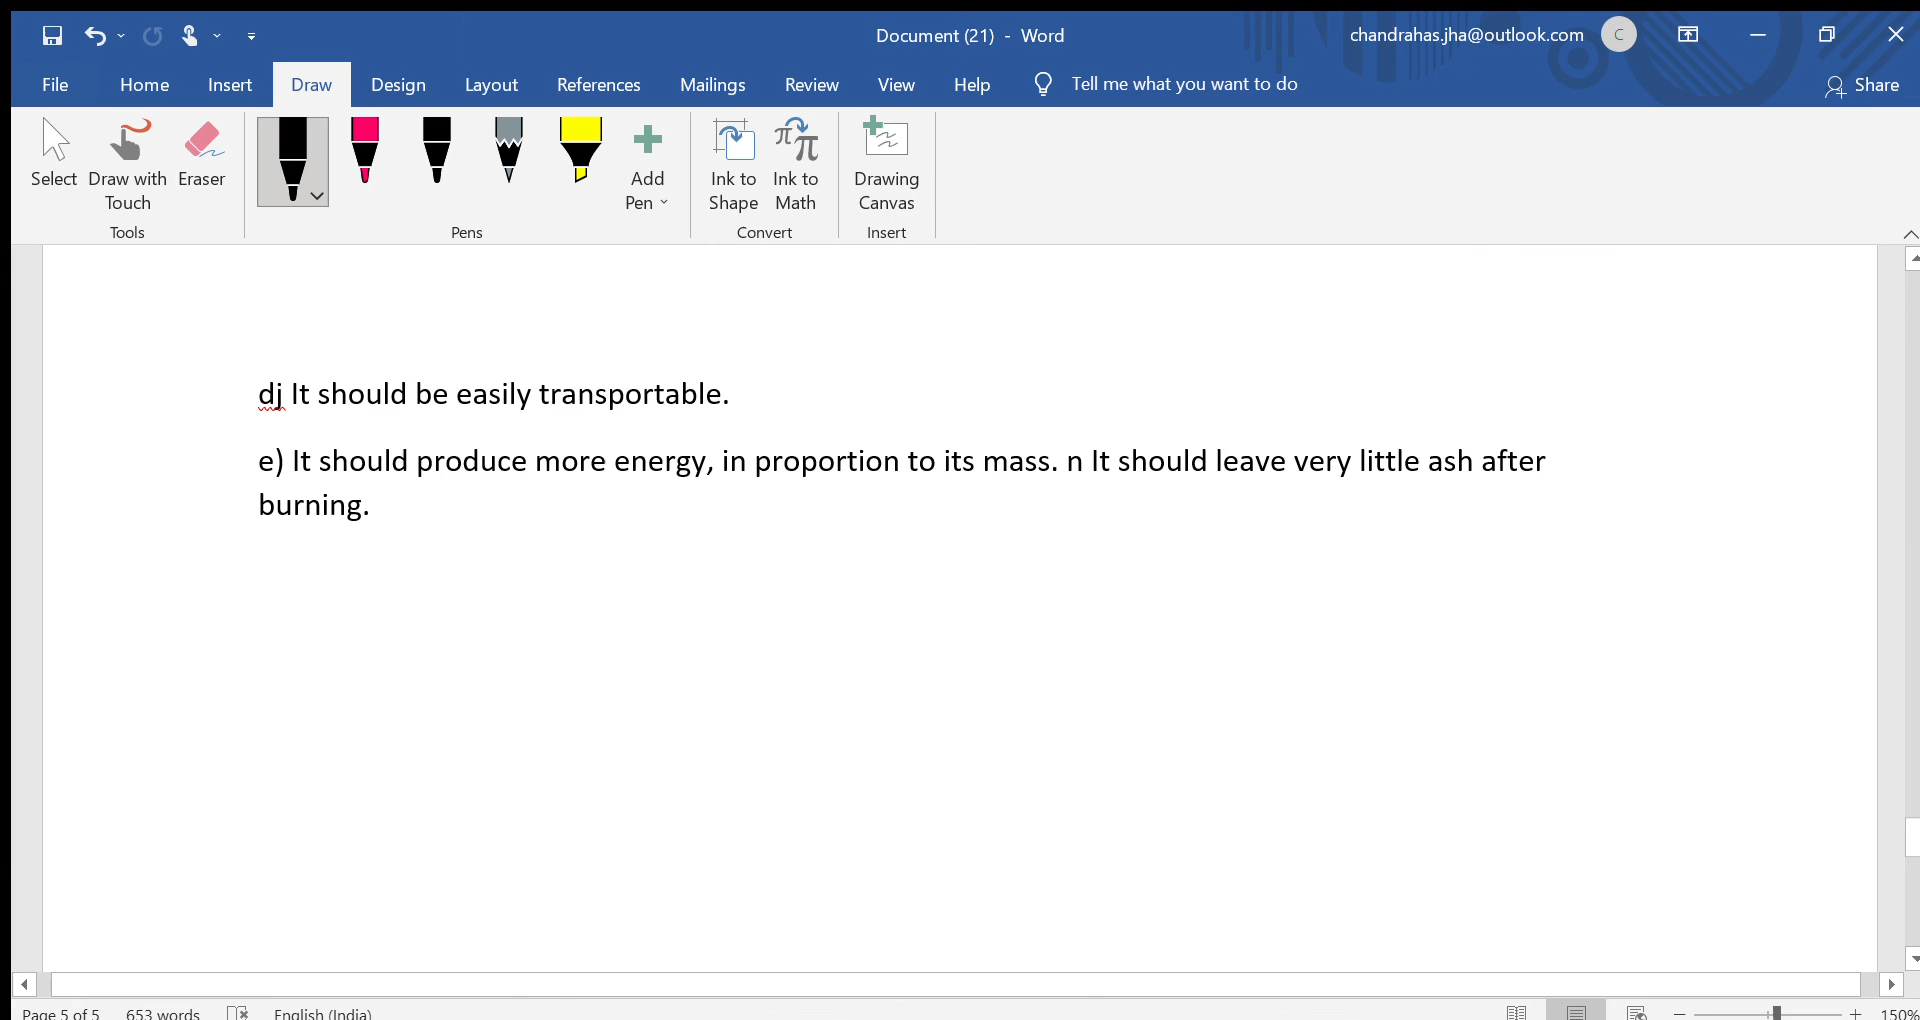 Document (21) - Word
chandrahas.jha@outlook.com
C
File Home Insert Draw Design Layout References Mailings Review View Help Tell me what you want to do Share
Select Draw with Touch Eraser Add Pen Ink to Shape Ink to Math Drawing Canvas
Tools Pens Convert Insert
dj It should be easily transportable.
e) It should produce more energy, in proportion to its mass. n It should leave very little ash after
burning.
Page 5 of 5 653 words English (India) 150%